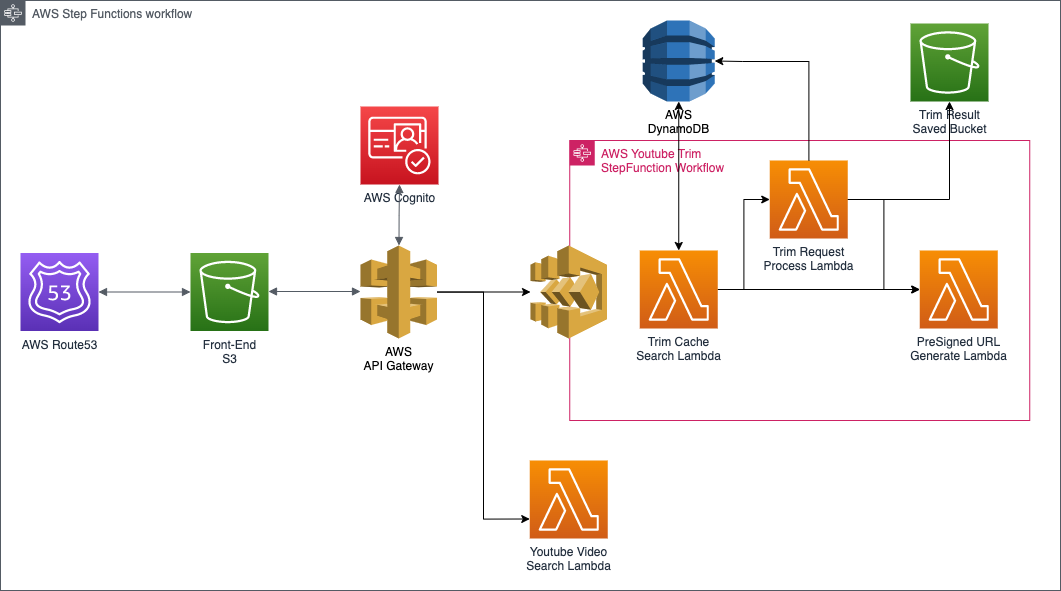 AWS Step Functions workflow
AWS
DynamoDB
Trim Result
Saved Bucket
AWS Youtube Trim
StepFunction Workflow
AWS Cognito
Trim Request
Process Lambda
53
AWS Route53
Front-End
S3
AWS
API Gateway
Trim Cache
Search Lambda
PreSigned URL
Generate Lambda
Youtube Video
Search Lambda